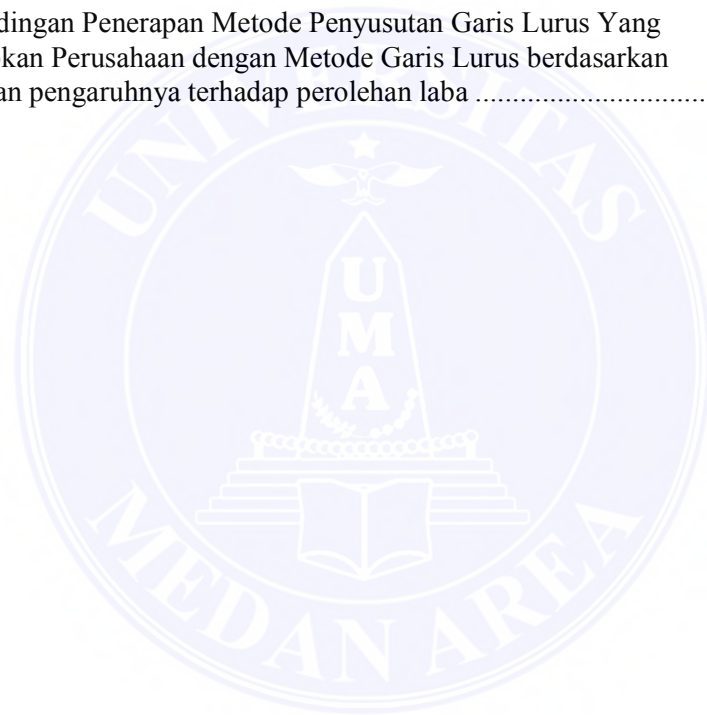 dingan Penerapan Metode Penyusutan Garis Lurus Yang
kan Perusahaan dengan Metode Garis Lurus berdasarkan
an pengaruhnya terhadap perolehan laba ................................
UNIVERSITAS
UMA
MEDAN AREA